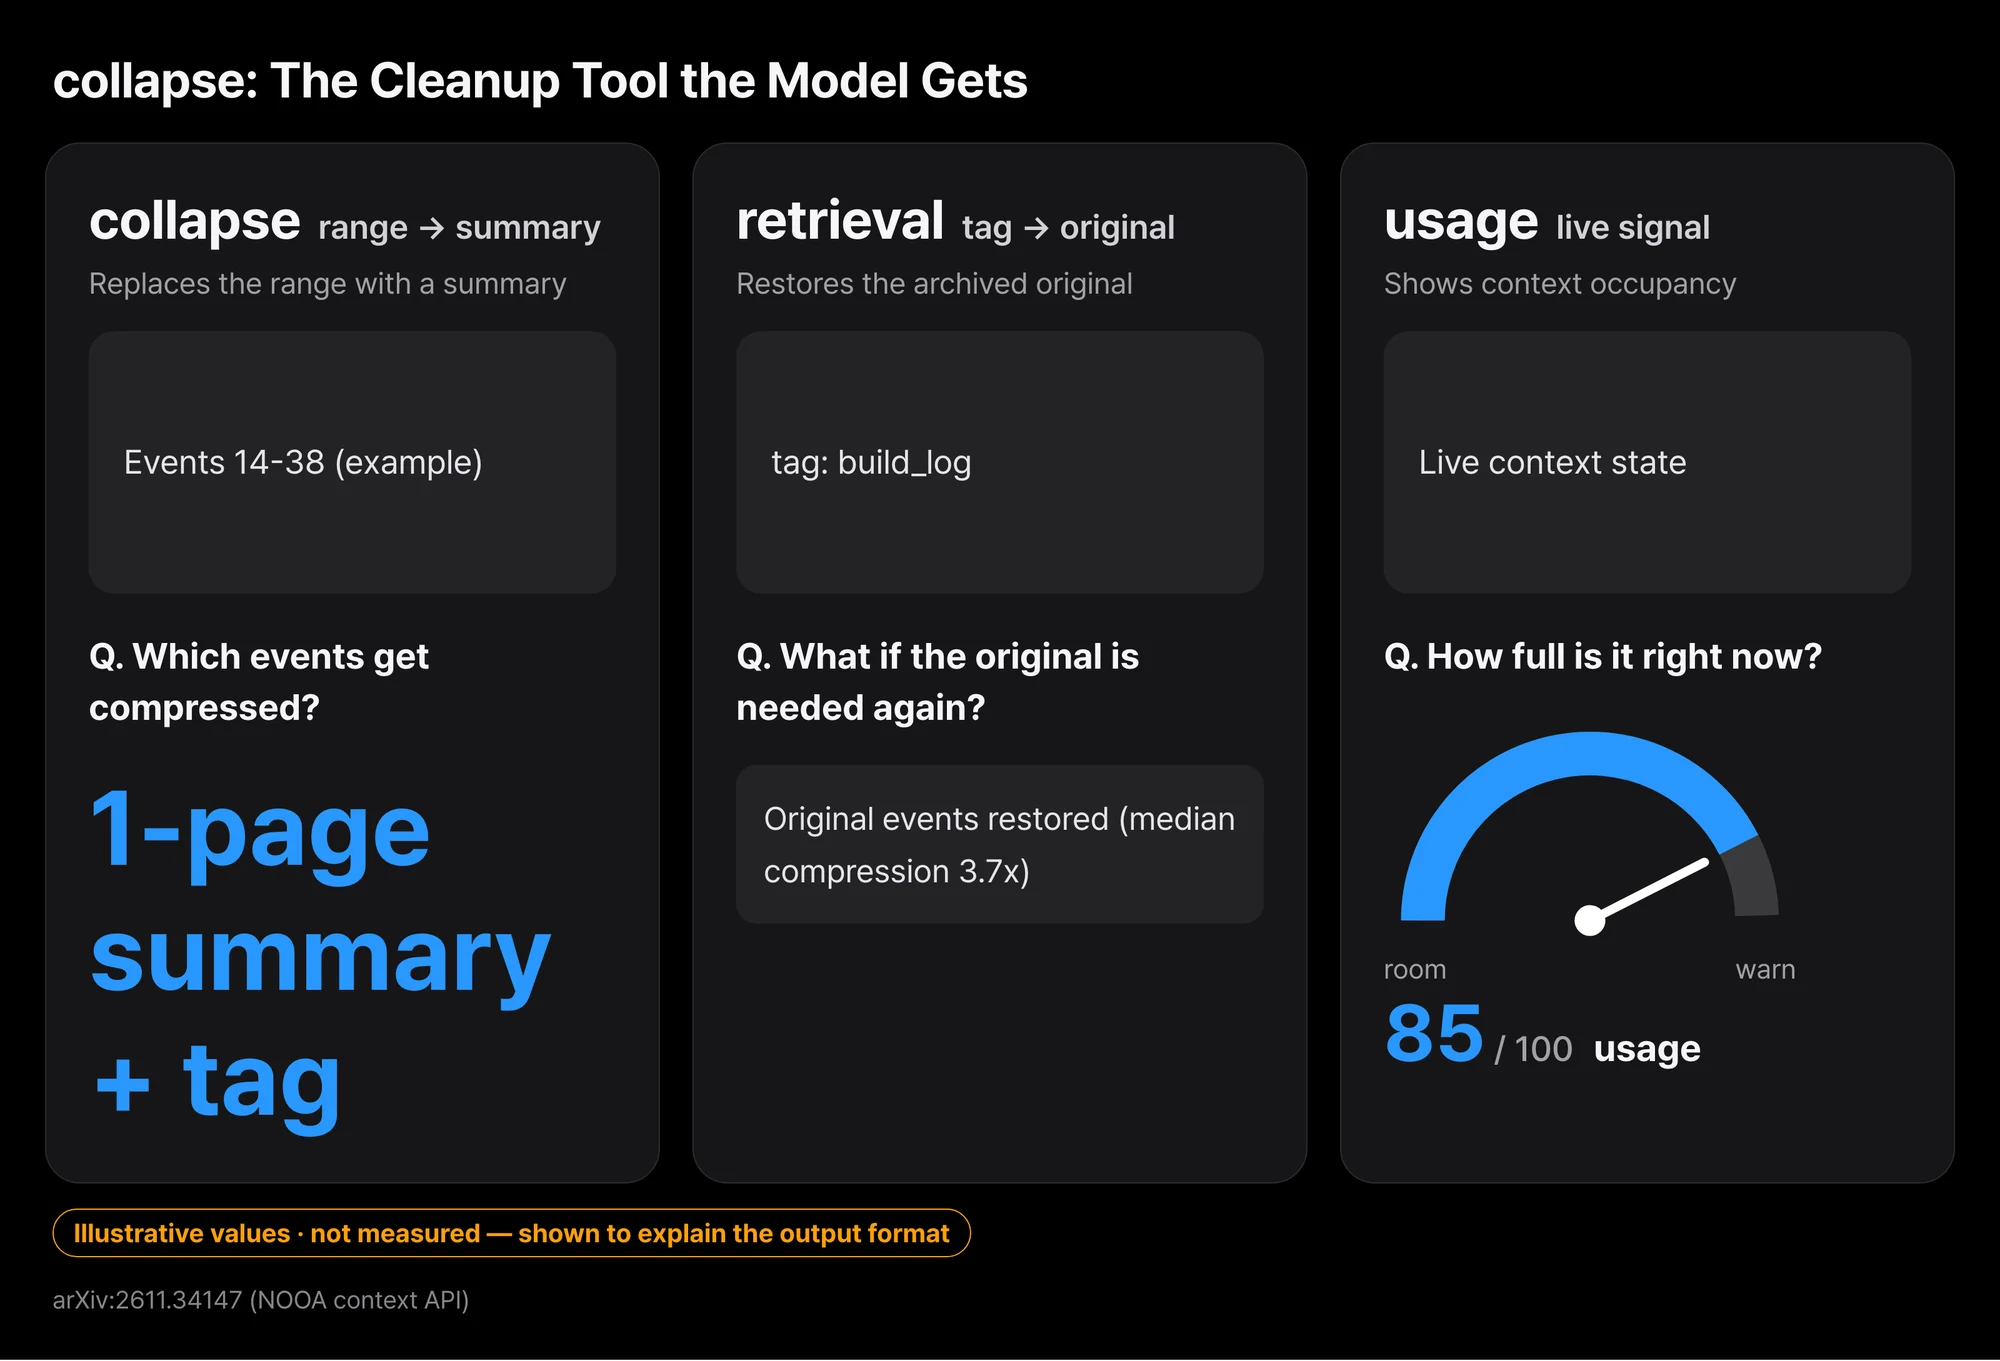 collapse: The Cleanup Tool the Model Gets
collapse range → summary
Replaces the range with a summary
Events 14-38 (example)
Q. Which events get
compressed?
1-page
summary
+ tag
retrieval tag → original
Restores the archived original
tag: build_log
Q. What if the original is
needed again?
Original events restored (median
compression 3.7x)
usage live signal
Shows context occupancy
Live context state
Q. How full is it right now?
room warn
85 / 100 usage
Illustrative values · not measured — shown to explain the output format
arXiv:2611.34147 (NOOA context API)